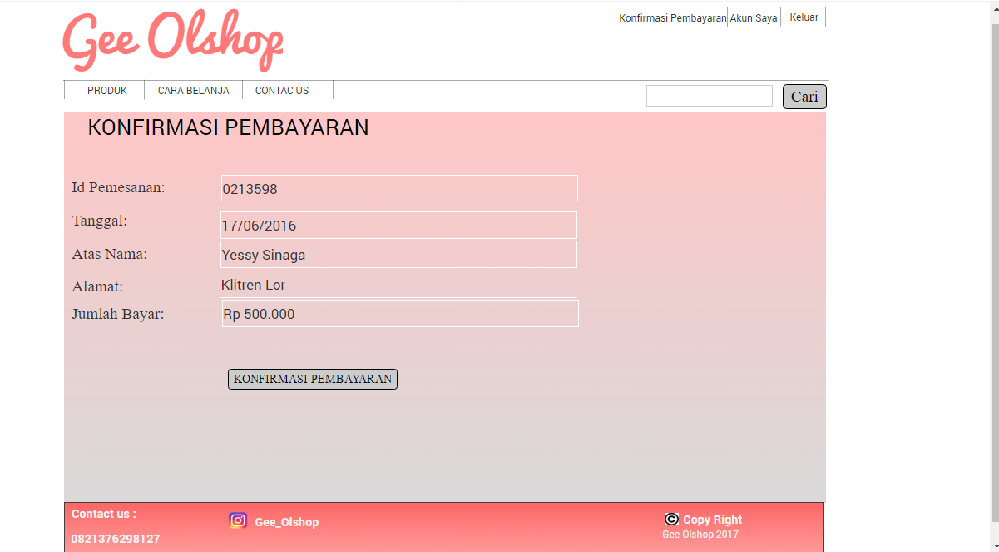 Gee Olshop
Konfirmasi Pembayaran Akun Saya Keluar
PRODUK CARA BELANJA CONTAC US
Cari
KONFIRMASI PEMBAYARAN
Id Pemesanan: 0213598
Tanggal: 17/06/2016
Atas Nama: Yessy Sinaga
Alamat: Klitren Lor
Jumlah Bayar: Rp 500.000
KONFIRMASI PEMBAYARAN
Contact us :
0821376298127
Gee_Olshop
© Copy Right
Gee Olshop 2017